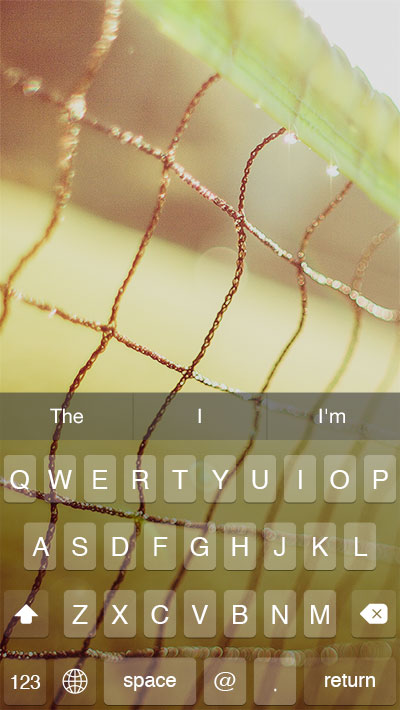 The I I'm
Q W E R T Y U I O P
A S D F G H J K L
Z X C V B N M
123 space @ . return